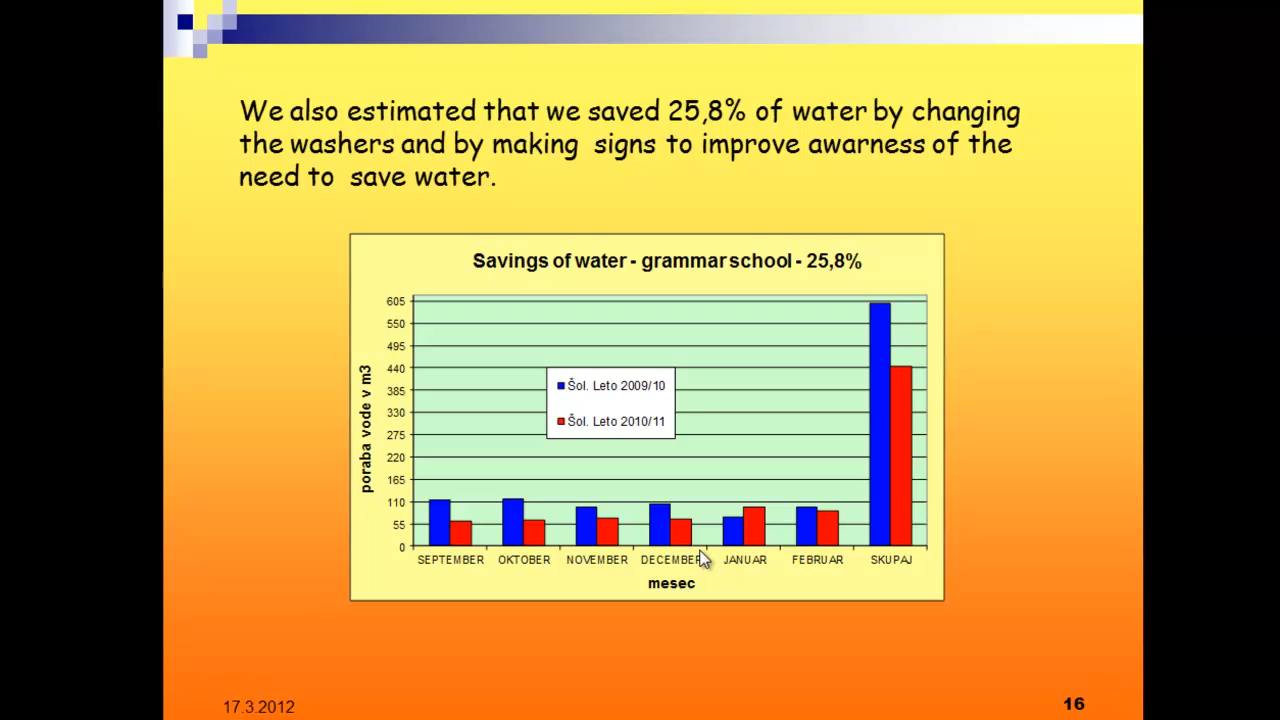 We also estimated that we saved 25,8% of water by changing
the washers and by making signs to improve awarness of the
need to save water.
Savings of water - grammar school - 25,8%
605
550
495
440
385
330
275
220
165
110
55
0
poraba vode v m3
Šol. Leto 2009/10
Šol. Leto 2010/11
SEPTEMBER OKTOBER NOVEMBER DECEMBER JANUAR FEBRUAR SKUPAJ
mesec
17.3.2012
16